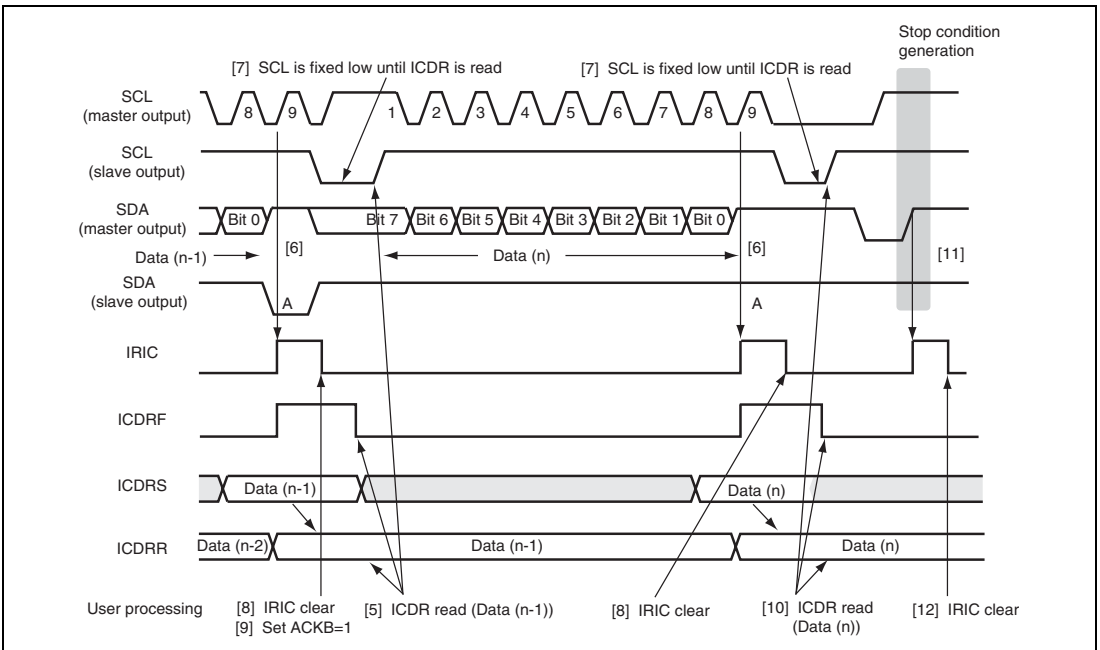 Stop condition
generation
[7] SCL is fixed low until ICDR is read
[7] SCL is fixed low until ICDR is read
SCL
(master output)
8 9 1 2 3 4 5 6 7 8 9
SCL
(slave output)
SDA
(master output)
Bit 0 Bit 7 Bit 6 Bit 5 Bit 4 Bit 3 Bit 2 Bit 1 Bit 0
Data (n-1) [6] Data (n) [6] [11]
SDA
(slave output)
A A
IRIC
ICDRF
ICDRS
Data (n-1) Data (n)
ICDRR
Data (n-2) Data (n-1) Data (n)
User processing
[8] IRIC clear
[9] Set ACKB=1
[5] ICDR read (Data (n-1))
[8] IRIC clear
[10] ICDR read
(Data (n))
[12] IRIC clear